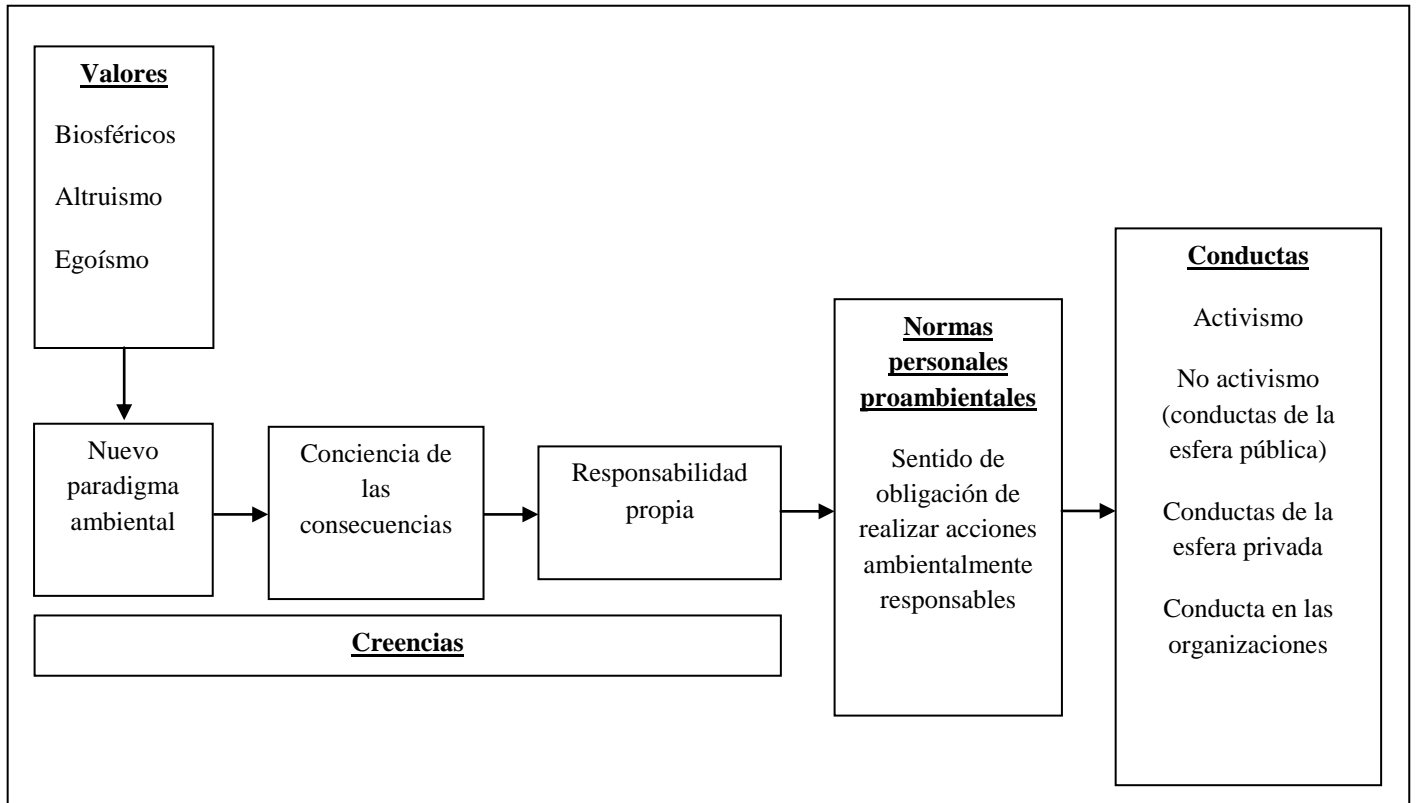 Valores
Biosféricos
Altruismo
Egoísmo
Nuevo
paradigma
ambiental
Conciencia de
las
consecuencias
Responsabilidad
propia
Creencias
Normas
personales
proambientales
Sentido de
obligación de
realizar acciones
ambientalmente
responsables
Conductas
Activismo
No activismo
(conductas de la
esfera pública)
Conductas de la
esfera privada
Conducta en las
organizaciones